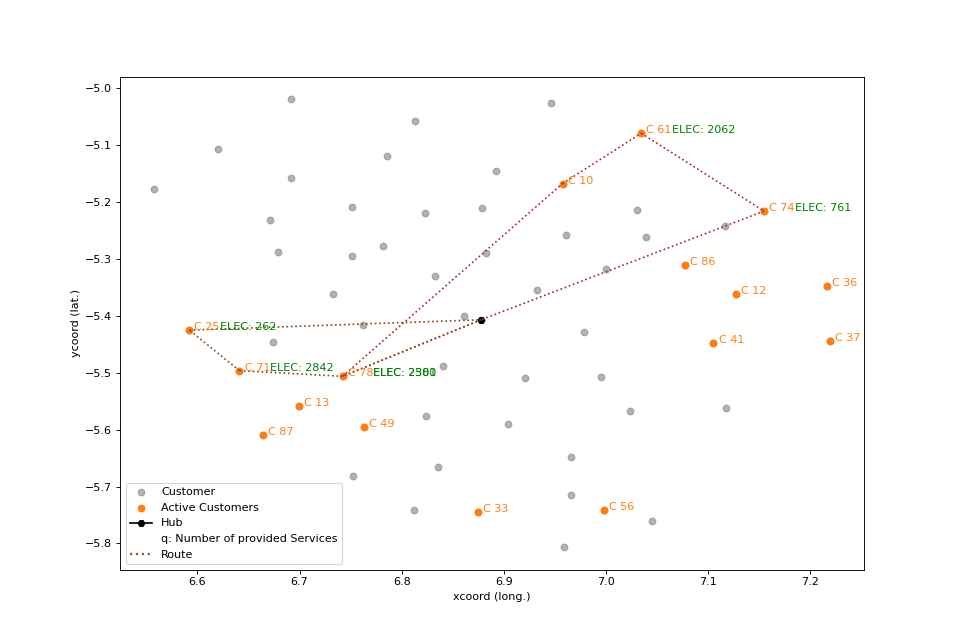 −5.0
−5.1
−5.2
−5.3
−5.4
−5.5
−5.6
−5.7
−5.8
ycoord (lat.)
C 61 ELEC: 2062
C 10
C 74 ELEC: 761
C 86
C 36
C 12
C 25 ELEC: 262
C 41
C 37
C 71 ELEC: 2842
C 78 ELEC:
C 13
C 49
C 87
C 33
C 56
Customer
Active Customers
Hub
q: Number of provided Services
Route
6.6 6.7 6.8 6.9 7.0 7.1 7.2
xcoord (long.)